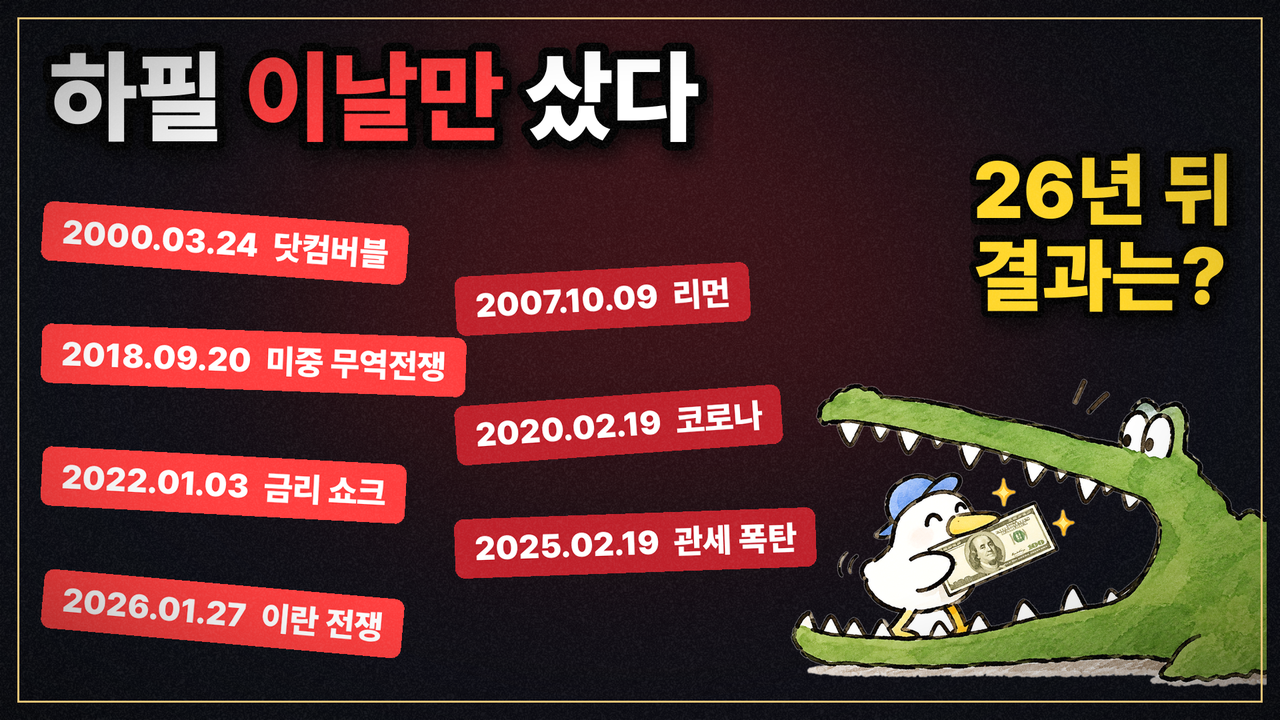 하필 이날만 샀다
26년 뒤
결과는?
2000.03.24 닷컴버블
2007.10.09 리먼
2018.09.20 미중 무역전쟁
2020.02.19 코로나
2022.01.03 금리 쇼크
2025.02.19 관세 폭탄
2026.01.27 이란 전쟁